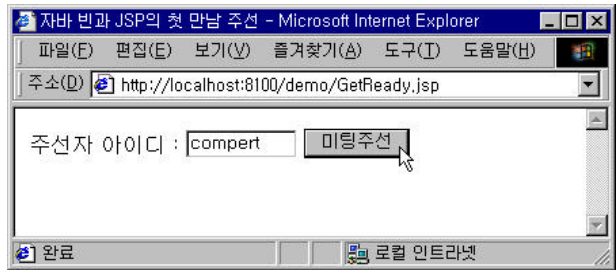 자바 빈과 JSP의 첫 만남 주선 - Microsoft Internet Explorer
파일(F) 편집(E) 보기(V) 즐겨찾기(A) 도구(T) 도움말(H)
주소(D) http://localhost:8100/demo/GetReady.jsp
주선자 아이디 : compert 미팅주선
완료 로컬 인트라넷